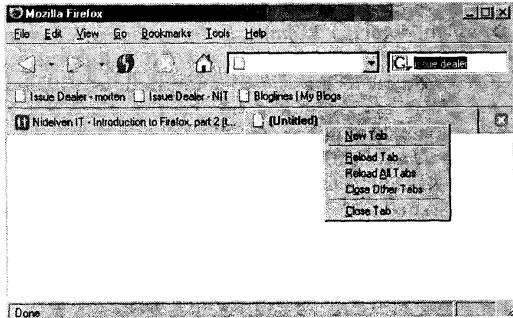 Mozilla Firefox
File Edit View Go Bookmarks Tools Help
G issue dealer
Issue Dealer - morten Issue Dealer - NIT Bloglines | My Blogs
Nidelven IT - Introduction to Firefox, part 2 (... (Untitled)
New Tab
Reload Tab
Reload All Tabs
Close Other Tabs
Close Tab
Done